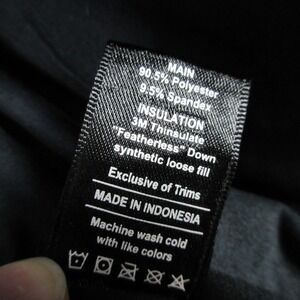 MAIN
90.5% Polyester
9.5% Spandex
INSULATION
3M Thinsulate
"Featherless" Down
synthetic loose fill
Exclusive of Trims
MADE IN INDONESIA
Machine wash cold
with like colors